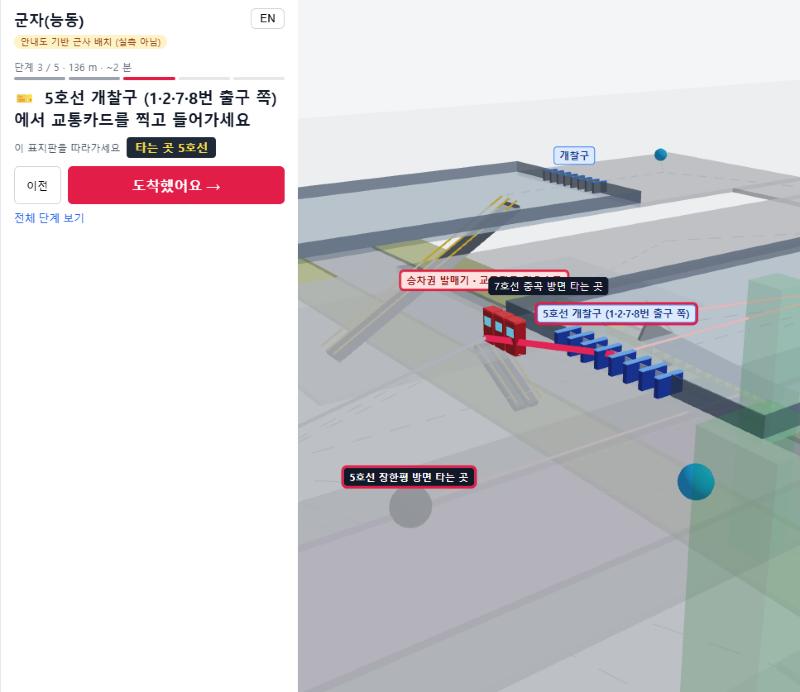 군자(능동)
EN
안내도 기반 근사 배치 (실측 아님)
단계 3 / 5 · 136 m · ~2 분
🎫 5호선 개찰구 (1·2·7·8번 출구 쪽)
에서 교통카드를 찍고 들어가세요
이 표지판을 따라가세요 타는 곳 5호선
이전
도착했어요 →
전체 단계 보기
개찰구
승차권 발매기 · 교
7호선 중곡 방면 타는 곳
5호선 개찰구 (1·2·7·8번 출구 쪽)
5호선 장한평 방면 타는 곳